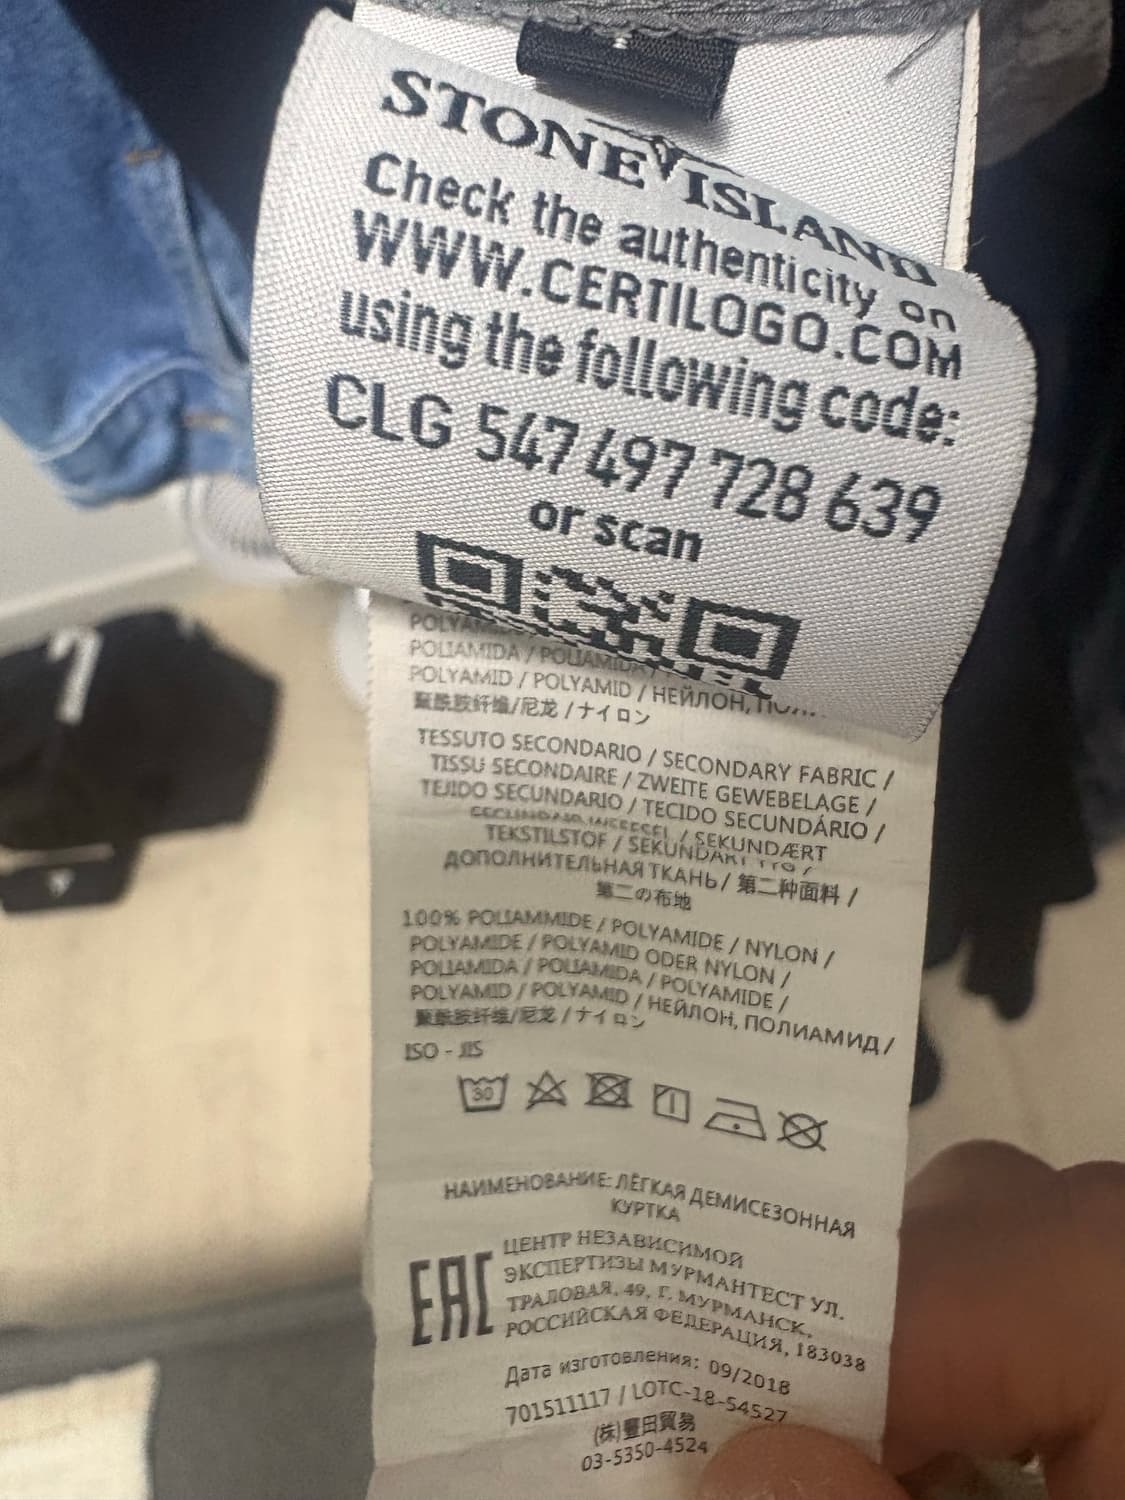 STONE ISLAND
Check the authenticity on
WWW.CERTILOGO.COM
using the following code:
CLG 547 497 728 639
or scan
POLIAMIDA / POLIAMIDA /
POLYAMID / POLYAMID / НЕЙЛОН,
聚酰胺纤维/尼龙 / ナイロン
TESSUTO SECONDARIO / SECONDARY FABRIC /
TISSU SECONDAIRE / ZWEITE GEWEBELAGE /
TEJIDO SECUNDARIO / TECIDO SECUNDÁRIO /
/ SEKUNDÆRT
TEKSTILSTOF /
ДОПОЛНИТЕЛЬНАЯ ТКАНЬ / 第二种面料 /
第二の布地
100% POLIAMMIDE / POLYAMIDE / NYLON /
POLYAMIDE / POLYAMID ODER NYLON /
POLIAMIDA / POLIAMIDA / POLYAMIDE /
POLYAMID / POLYAMID / НЕЙЛОН, ПОЛИАМИД /
聚酰胺纤维/尼龙 / ナイロン
ISO - JIS
30
НАИМЕНОВАНИЕ: ЛЁГКАЯ ДЕМИСЕЗОННАЯ
КУРТКА
EAC
ЦЕНТР НЕЗАВИСИМОЙ
ЭКСПЕРТИЗЫ МУРМАНТЕСТ УЛ.
ТРАЛОВАЯ, 49, Г. МУРМАНСК,
РОССИЙСКАЯ ФЕДЕРАЦИЯ, 183038
Дата изготовления: 09/2018
701511117 / LOTC-18-54527
(株)豊田貿易
03-5350-4524